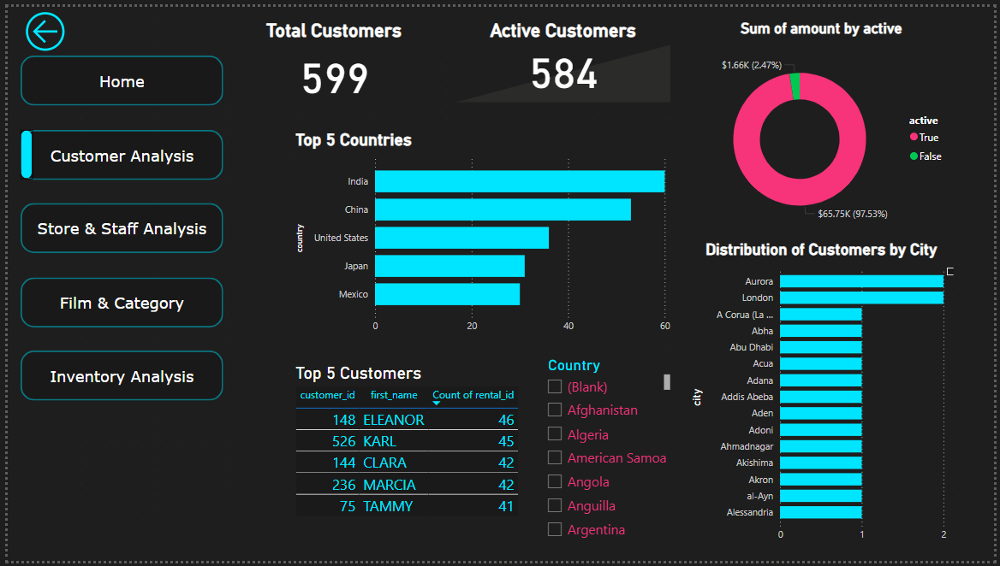 Home
Customer Analysis
Store & Staff Analysis
Film & Category
Inventory Analysis
Total Customers
599
Active Customers
584
Sum of amount by active
$1.66K (2.47%)
$65.75K (97.53%)
active
True
False
Top 5 Countries
country
India
China
United States
Japan
Mexico
0 20 40 60
Distribution of Customers by City
city
Aurora
London
A Corua (La ...
Abha
Abu Dhabi
Acua
Adana
Addis Abeba
Aden
Adoni
Ahmadnagar
Akishima
Akron
al-Ayn
Alessandria
0 1 2
Top 5 Customers
customer_id first_name Count of rental_id
148 ELEANOR 46
526 KARL 45
144 CLARA 42
236 MARCIA 42
75 TAMMY 41
Country
(Blank)
Afghanistan
Algeria
American Samoa
Angola
Anguilla
Argentina